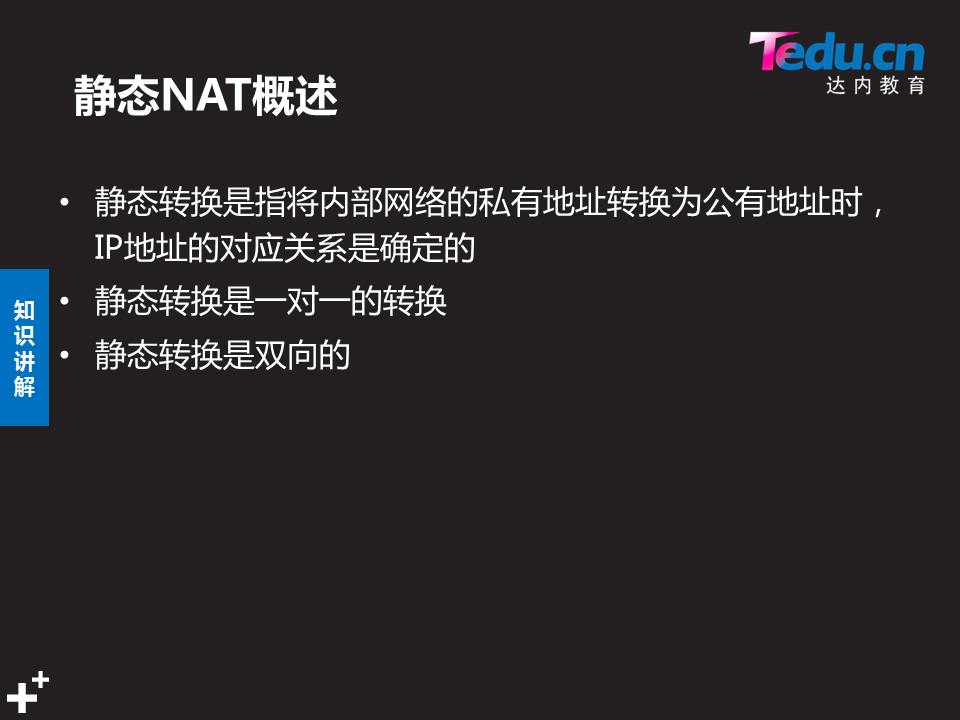 Tedu.cn
达内教育
静态NAT概述
• 静态转换是指将内部网络的私有地址转换为公有地址时，
IP地址的对应关系是确定的
• 静态转换是一对一的转换
• 静态转换是双向的
知
识
讲
解